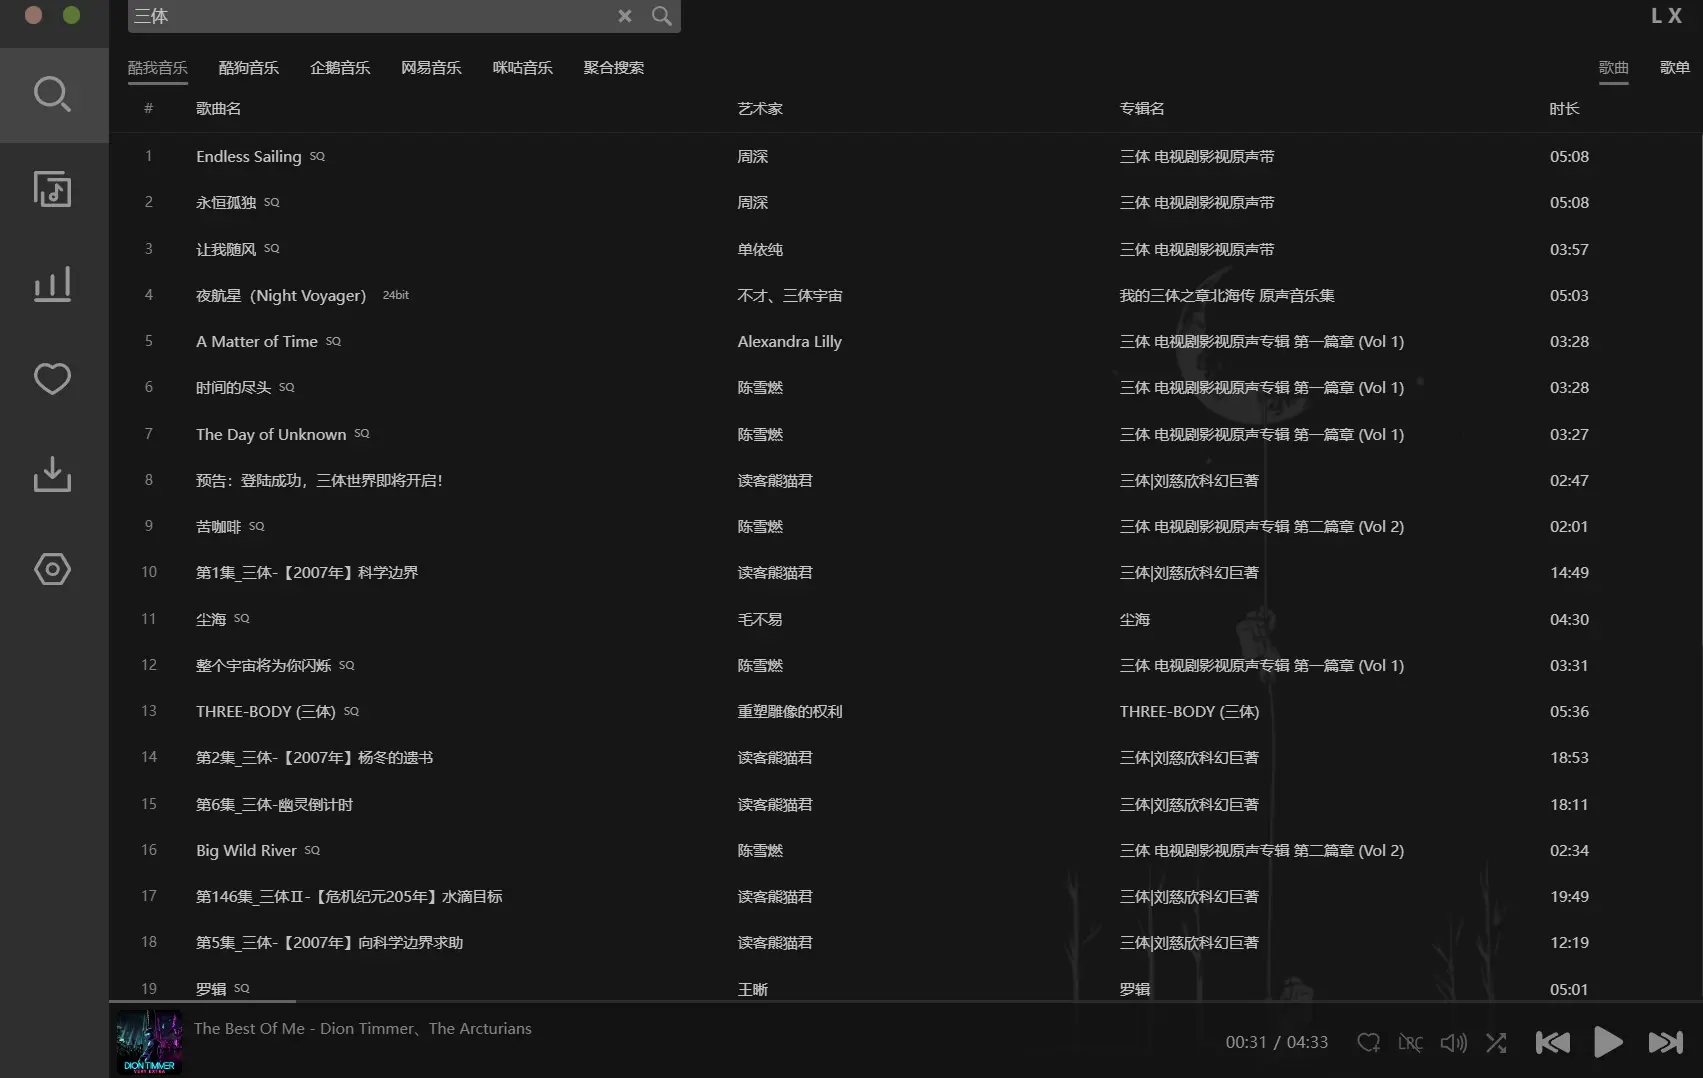 三体
L X
酷我音乐 酷狗音乐 企鹅音乐 网易音乐 咪咕音乐 聚合搜索 歌曲 歌单
# 歌曲名 艺术家 专辑名 时长
1 Endless Sailing SQ 周深 三体 电视剧影视原声带 05:08
2 永恒孤独 SQ 周深 三体 电视剧影视原声带 05:08
3 让我随风 SQ 单依纯 三体 电视剧影视原声带 03:57
4 夜航星（Night Voyager） 24bit 不才、三体宇宙 我的三体之章北海传 原声音乐集 05:03
5 A Matter of Time SQ Alexandra Lilly 三体 电视剧影视原声专辑 第一篇章 (Vol 1) 03:28
6 时间的尽头 SQ 陈雪燃 三体 电视剧影视原声专辑 第一篇章 (Vol 1) 03:28
7 The Day of Unknown SQ 陈雪燃 三体 电视剧影视原声专辑 第一篇章 (Vol 1) 03:27
8 预告：登陆成功，三体世界即将开启！ 读客熊猫君 三体|刘慈欣科幻巨著 02:47
9 苦咖啡 SQ 陈雪燃 三体 电视剧影视原声专辑 第二篇章 (Vol 2) 02:01
10 第1集_三体-【2007年】科学边界 读客熊猫君 三体|刘慈欣科幻巨著 14:49
11 尘海 SQ 毛不易 尘海 04:30
12 整个宇宙将为你闪烁 SQ 陈雪燃 三体 电视剧影视原声专辑 第一篇章 (Vol 1) 03:31
13 THREE-BODY (三体) SQ 重塑雕像的权利 THREE-BODY (三体) 05:36
14 第2集_三体-【2007年】杨冬的遗书 读客熊猫君 三体|刘慈欣科幻巨著 18:53
15 第6集_三体-幽灵倒计时 读客熊猫君 三体|刘慈欣科幻巨著 18:11
16 Big Wild River SQ 陈雪燃 三体 电视剧影视原声专辑 第二篇章 (Vol 2) 02:34
17 第146集_三体Ⅱ-【危机纪元205年】水滴目标 读客熊猫君 三体|刘慈欣科幻巨著 19:49
18 第5集_三体-【2007年】向科学边界求助 读客熊猫君 三体|刘慈欣科幻巨著 12:19
19 罗辑 SQ 王晰 罗辑 05:01
The Best Of Me - Dion Timmer、The Arcturians
00:31 / 04:33
LRC
DION TIMMER
VERY EXTRA